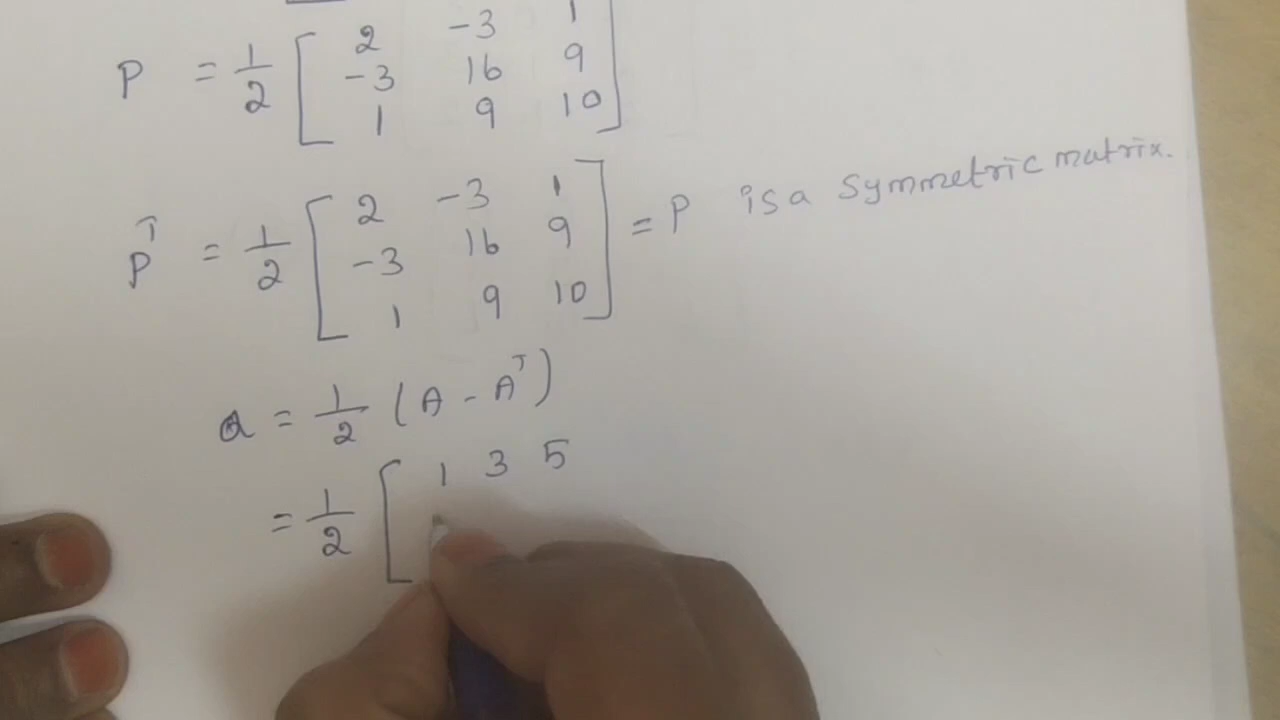 P = 1/2 [ 2 -3 1
-3 16 9
1 9 10 ]
P^T = 1/2 [ 2 -3 1
-3 16 9
1 9 10 ] = P is a symmetric matrix.
Q = 1/2 (A - A^T)
= 1/2 [ 1 3 5